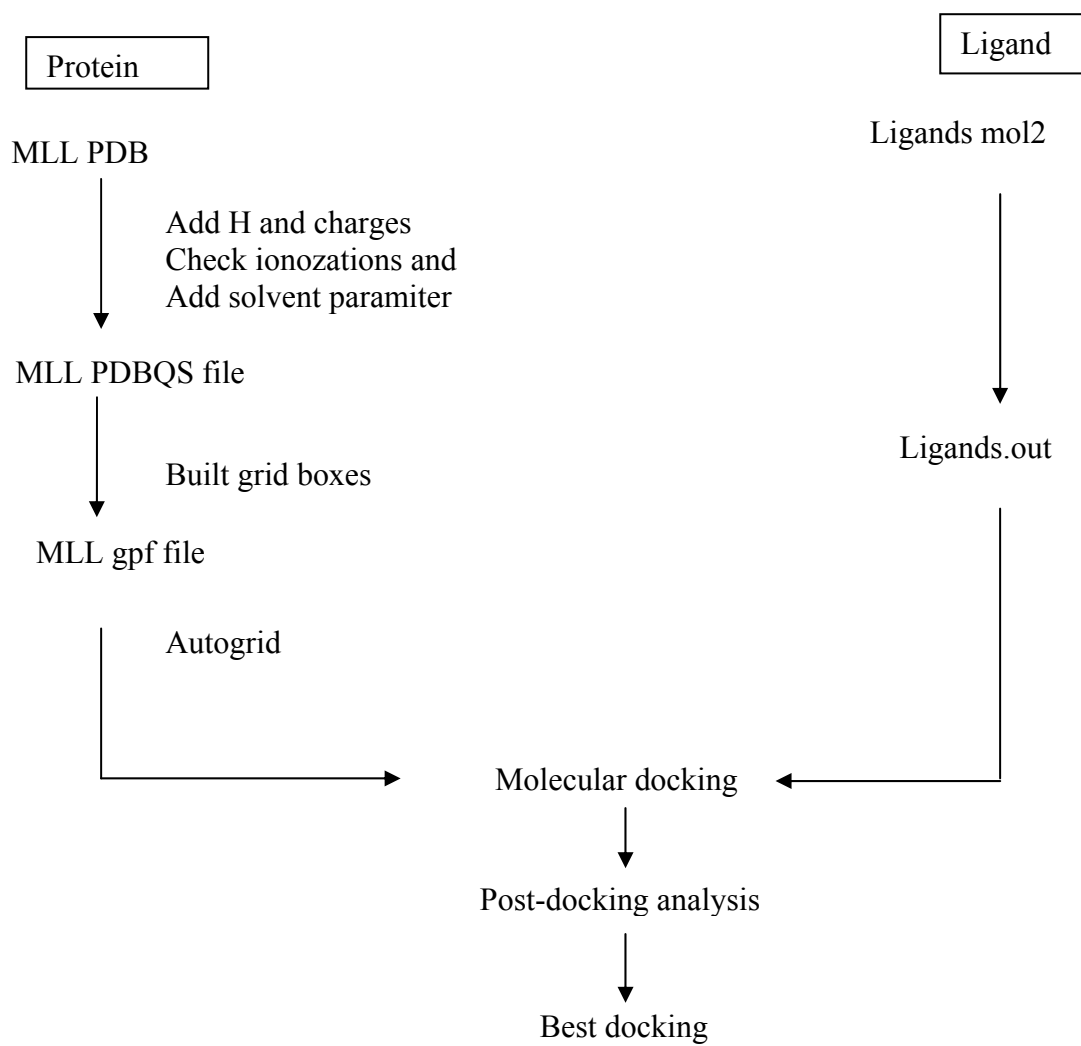 Protein
Ligand
MLL PDB
Ligands mol2
Add H and charges
Check ionozations and
Add solvent paramiter
MLL PDBQS file
Ligands.out
Built grid boxes
MLL gpf file
Autogrid
Molecular docking
Post-docking analysis
Best docking